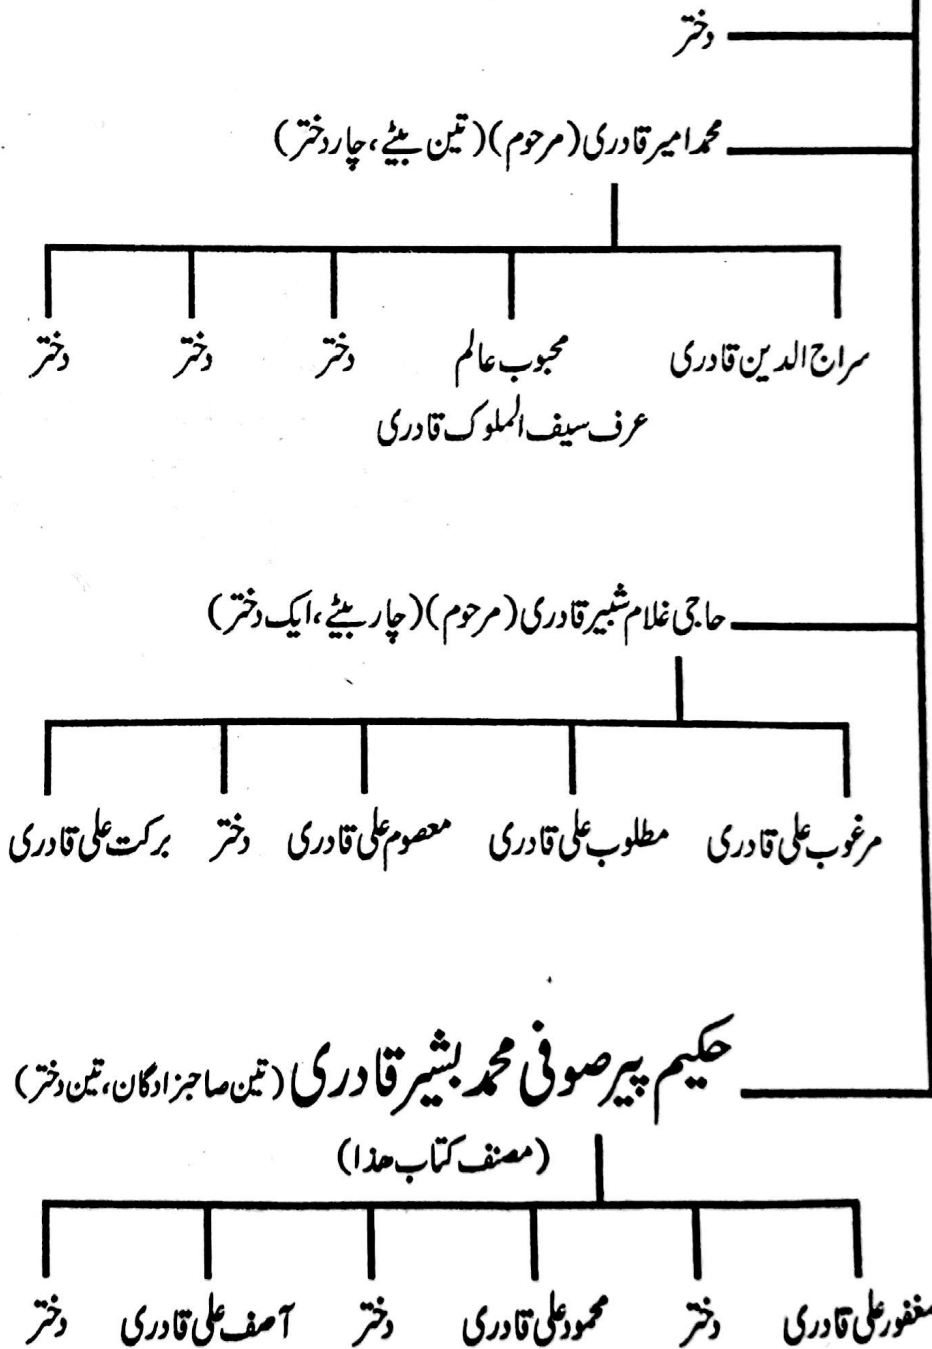 دختر
محمد امیر قادری (مرحوم) (تین بیٹے، چار دختر)
سراج الدین قادری محبوب عالم دختر دختر دختر
عرف سیف الملوک قادری
حاجی غلام شبیر قادری (مرحوم) (چار بیٹے، ایک دختر)
مرغوب علی قادری مطلوب علی قادری معصوم علی قادری دختر برکت علی قادری
حکیم پیر صوفی محمد بشیر قادری (تین صاحبزادگان، تین دختر)
(مصنف کتاب ھذا)
مغفور علی قادری دختر محمود علی قادری دختر آصف علی قادری دختر